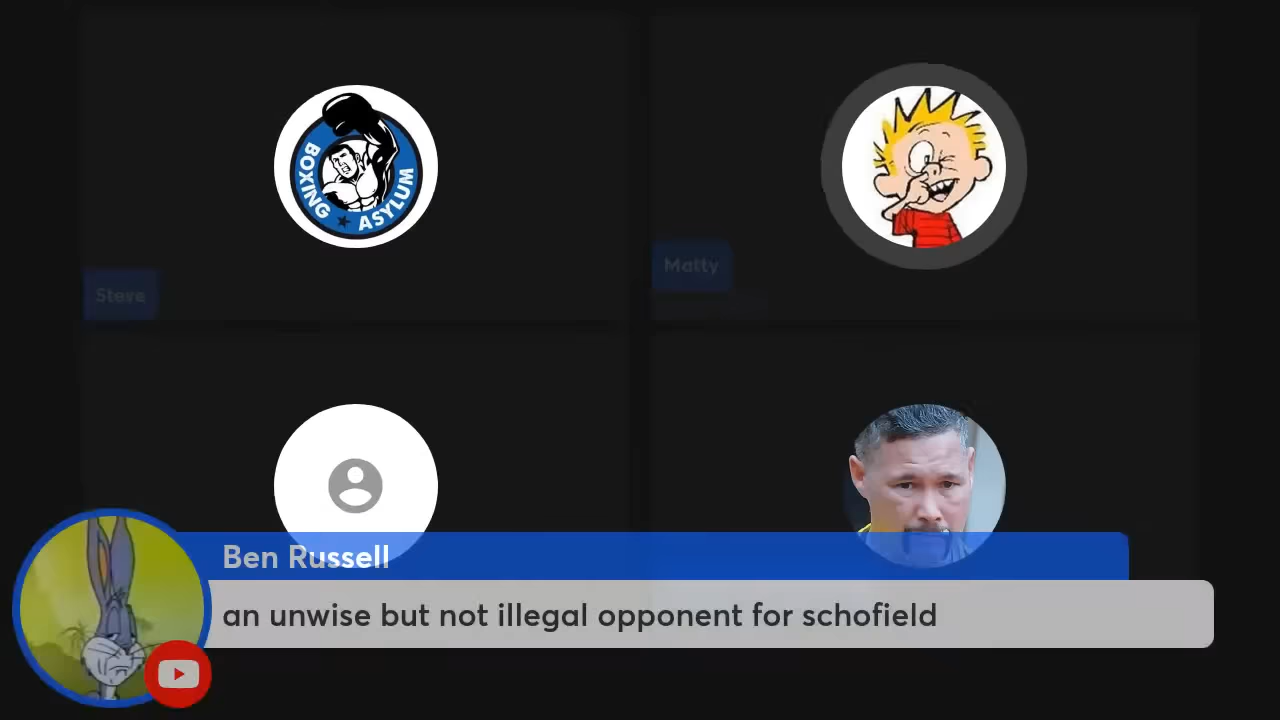 BOXING ASYLUM
Steve
Matty
Ben Russell
an unwise but not illegal opponent for schofield